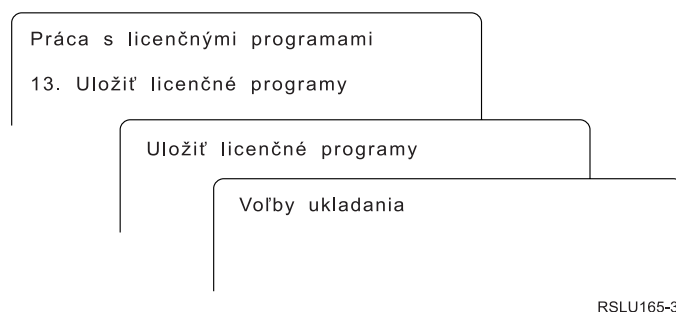 Práca s licenčnými programami
13. Uložiť licenčné programy
Uložiť licenčné programy
Voľby ukladania
RSLU165-3